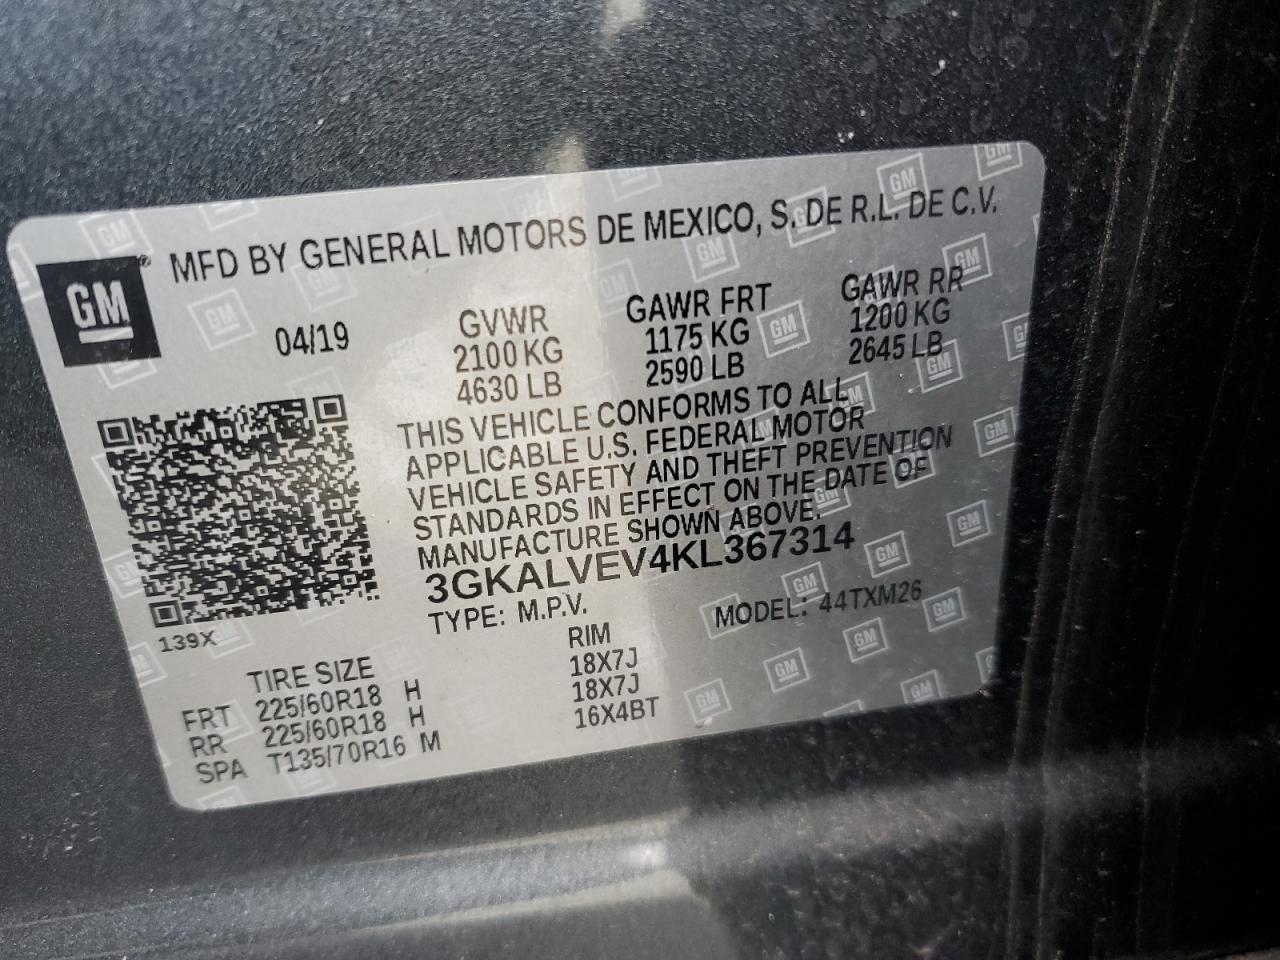 MFD BY GENERAL MOTORS DE MEXICO, S. DE R.L. DE C.V.
GM
04/19
GVWR
2100 KG
4630 LB
GAWR FRT
1175 KG
2590 LB
GAWR RR
1200 KG
2645 LB
THIS VEHICLE CONFORMS TO ALL
APPLICABLE U.S. FEDERAL MOTOR
VEHICLE SAFETY AND THEFT PREVENTION
STANDARDS IN EFFECT ON THE DATE OF
MANUFACTURE SHOWN ABOVE.
3GKALVEV4KL367314
TYPE: M.P.V. MODEL: 44TXM26
139X
TIRE SIZE RIM
FRT 225/60R18 H 18X7J
RR 225/60R18 H 18X7J
SPA T135/70R16 M 16X4BT